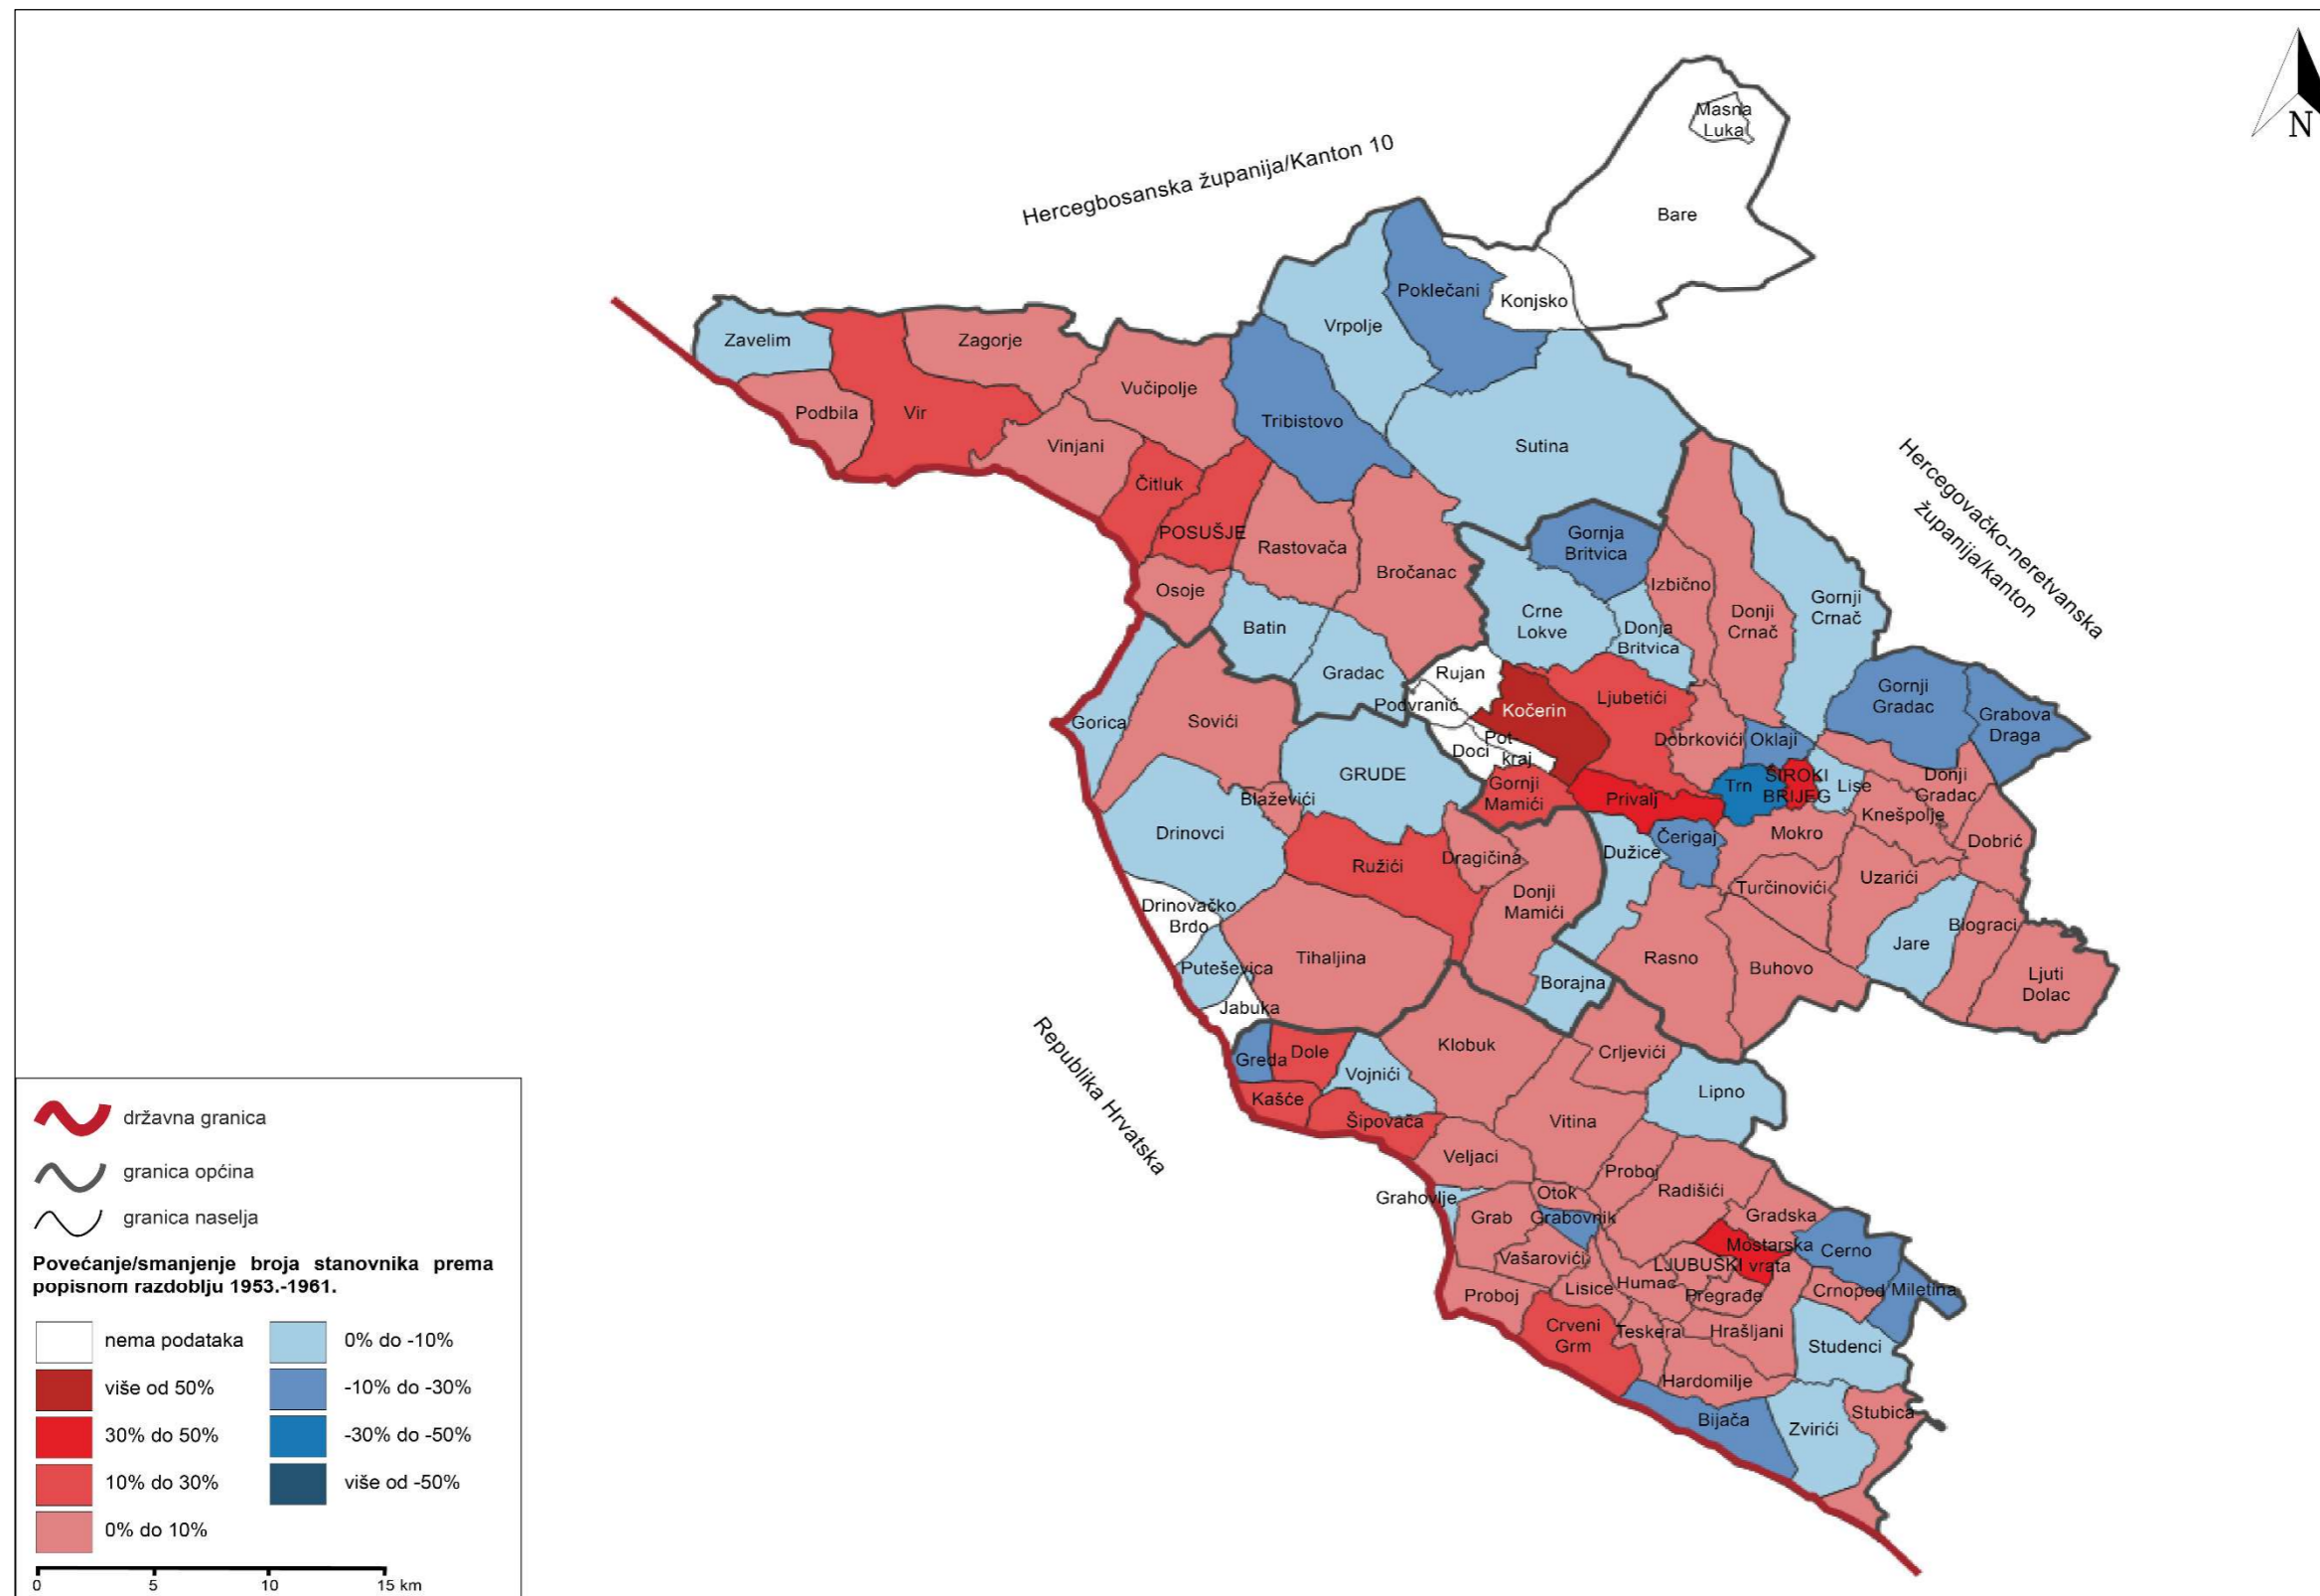 N
Hercegbosanska županija/Kanton 10
Hercegovačko-neretvanska
županija/kanton
Republika Hrvatska
Masna
Luka
Bare
Konjsko
Poklečani
Vrpolje
Zavelim
Zagorje
Podbila
Vir
Vinjani
Vučipolje
Tribistovo
Sutina
Čitluk
POSUŠJE
Rastovača
Bročanac
Osoje
Batin
Gradac
Gornja
Britvica
Izbično
Crne
Lokve
Donja
Britvica
Donji
Crnač
Gornji
Crnač
Rujan
Podvranić
Kočerin
Ljubetići
Gornji
Gradac
Grabova
Draga
Gorica
Sovići
Doci
Pot-
kraj
Dobrkovići
Oklaji
GRUDE
Gornji
Mamići
Privalj
Trn
ŠIROKI
BRIJEG
Lise
Donji
Gradac
Blaževići
Knešpolje
Drinovci
Čerigaj
Mokro
Dobrić
Dužice
Ružići
Dragičina
Donji
Mamići
Turčinovići
Uzarići
Drinovačko
Brdo
Blograci
Jare
Tihaljina
Rasno
Buhovo
Puteševica
Borajna
Ljuti
Dolac
Jabuka
Klobuk
Crljevići
Greda
Dole
Vojnići
Lipno
Kašće
Šipovača
Vitina
Veljaci
Proboj
Radišići
Grahovlje
Otok
Grab
Grabovnik
Gradska
Mostarska
vrata
Cerno
Vašarovići
LJUBUŠKI
Lisice
Humac
Pregrađe
Crnopod
Miletina
Proboj
Crveni
Grm
Teskera
Hrašljani
Studenci
Hardomilje
Bijača
Zvirići
Stubica
državna granica
granica općina
granica naselja
Povećanje/smanjenje broja stanovnika prema
popisnom razdoblju 1953.-1961.
nema podataka
0% do -10%
više od 50%
-10% do -30%
30% do 50%
-30% do -50%
10% do 30%
više od -50%
0% do 10%
0 5 10 15 km